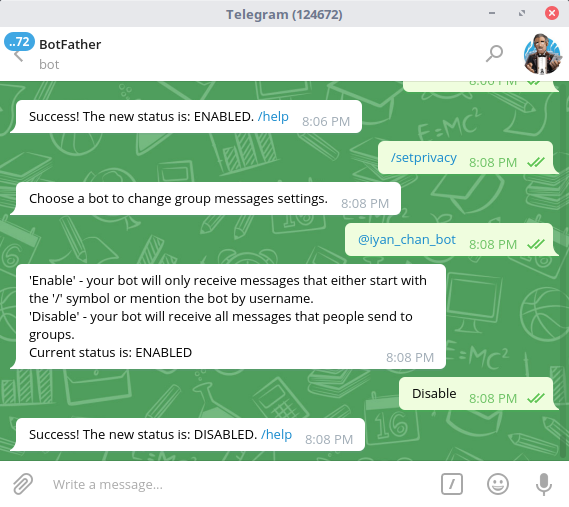 Telegram (124672)
..72
BotFather
bot
Success! The new status is: ENABLED. /help 8:06 PM
/setprivacy 8:08 PM
Choose a bot to change group messages settings. 8:08 PM
@iyan_chan_bot 8:08 PM
'Enable' - your bot will only receive messages that either start with
the '/' symbol or mention the bot by username.
'Disable' - your bot will receive all messages that people send to
groups.
Current status is: ENABLED 8:08 PM
Disable 8:08 PM
Success! The new status is: DISABLED. /help 8:08 PM
Write a message...